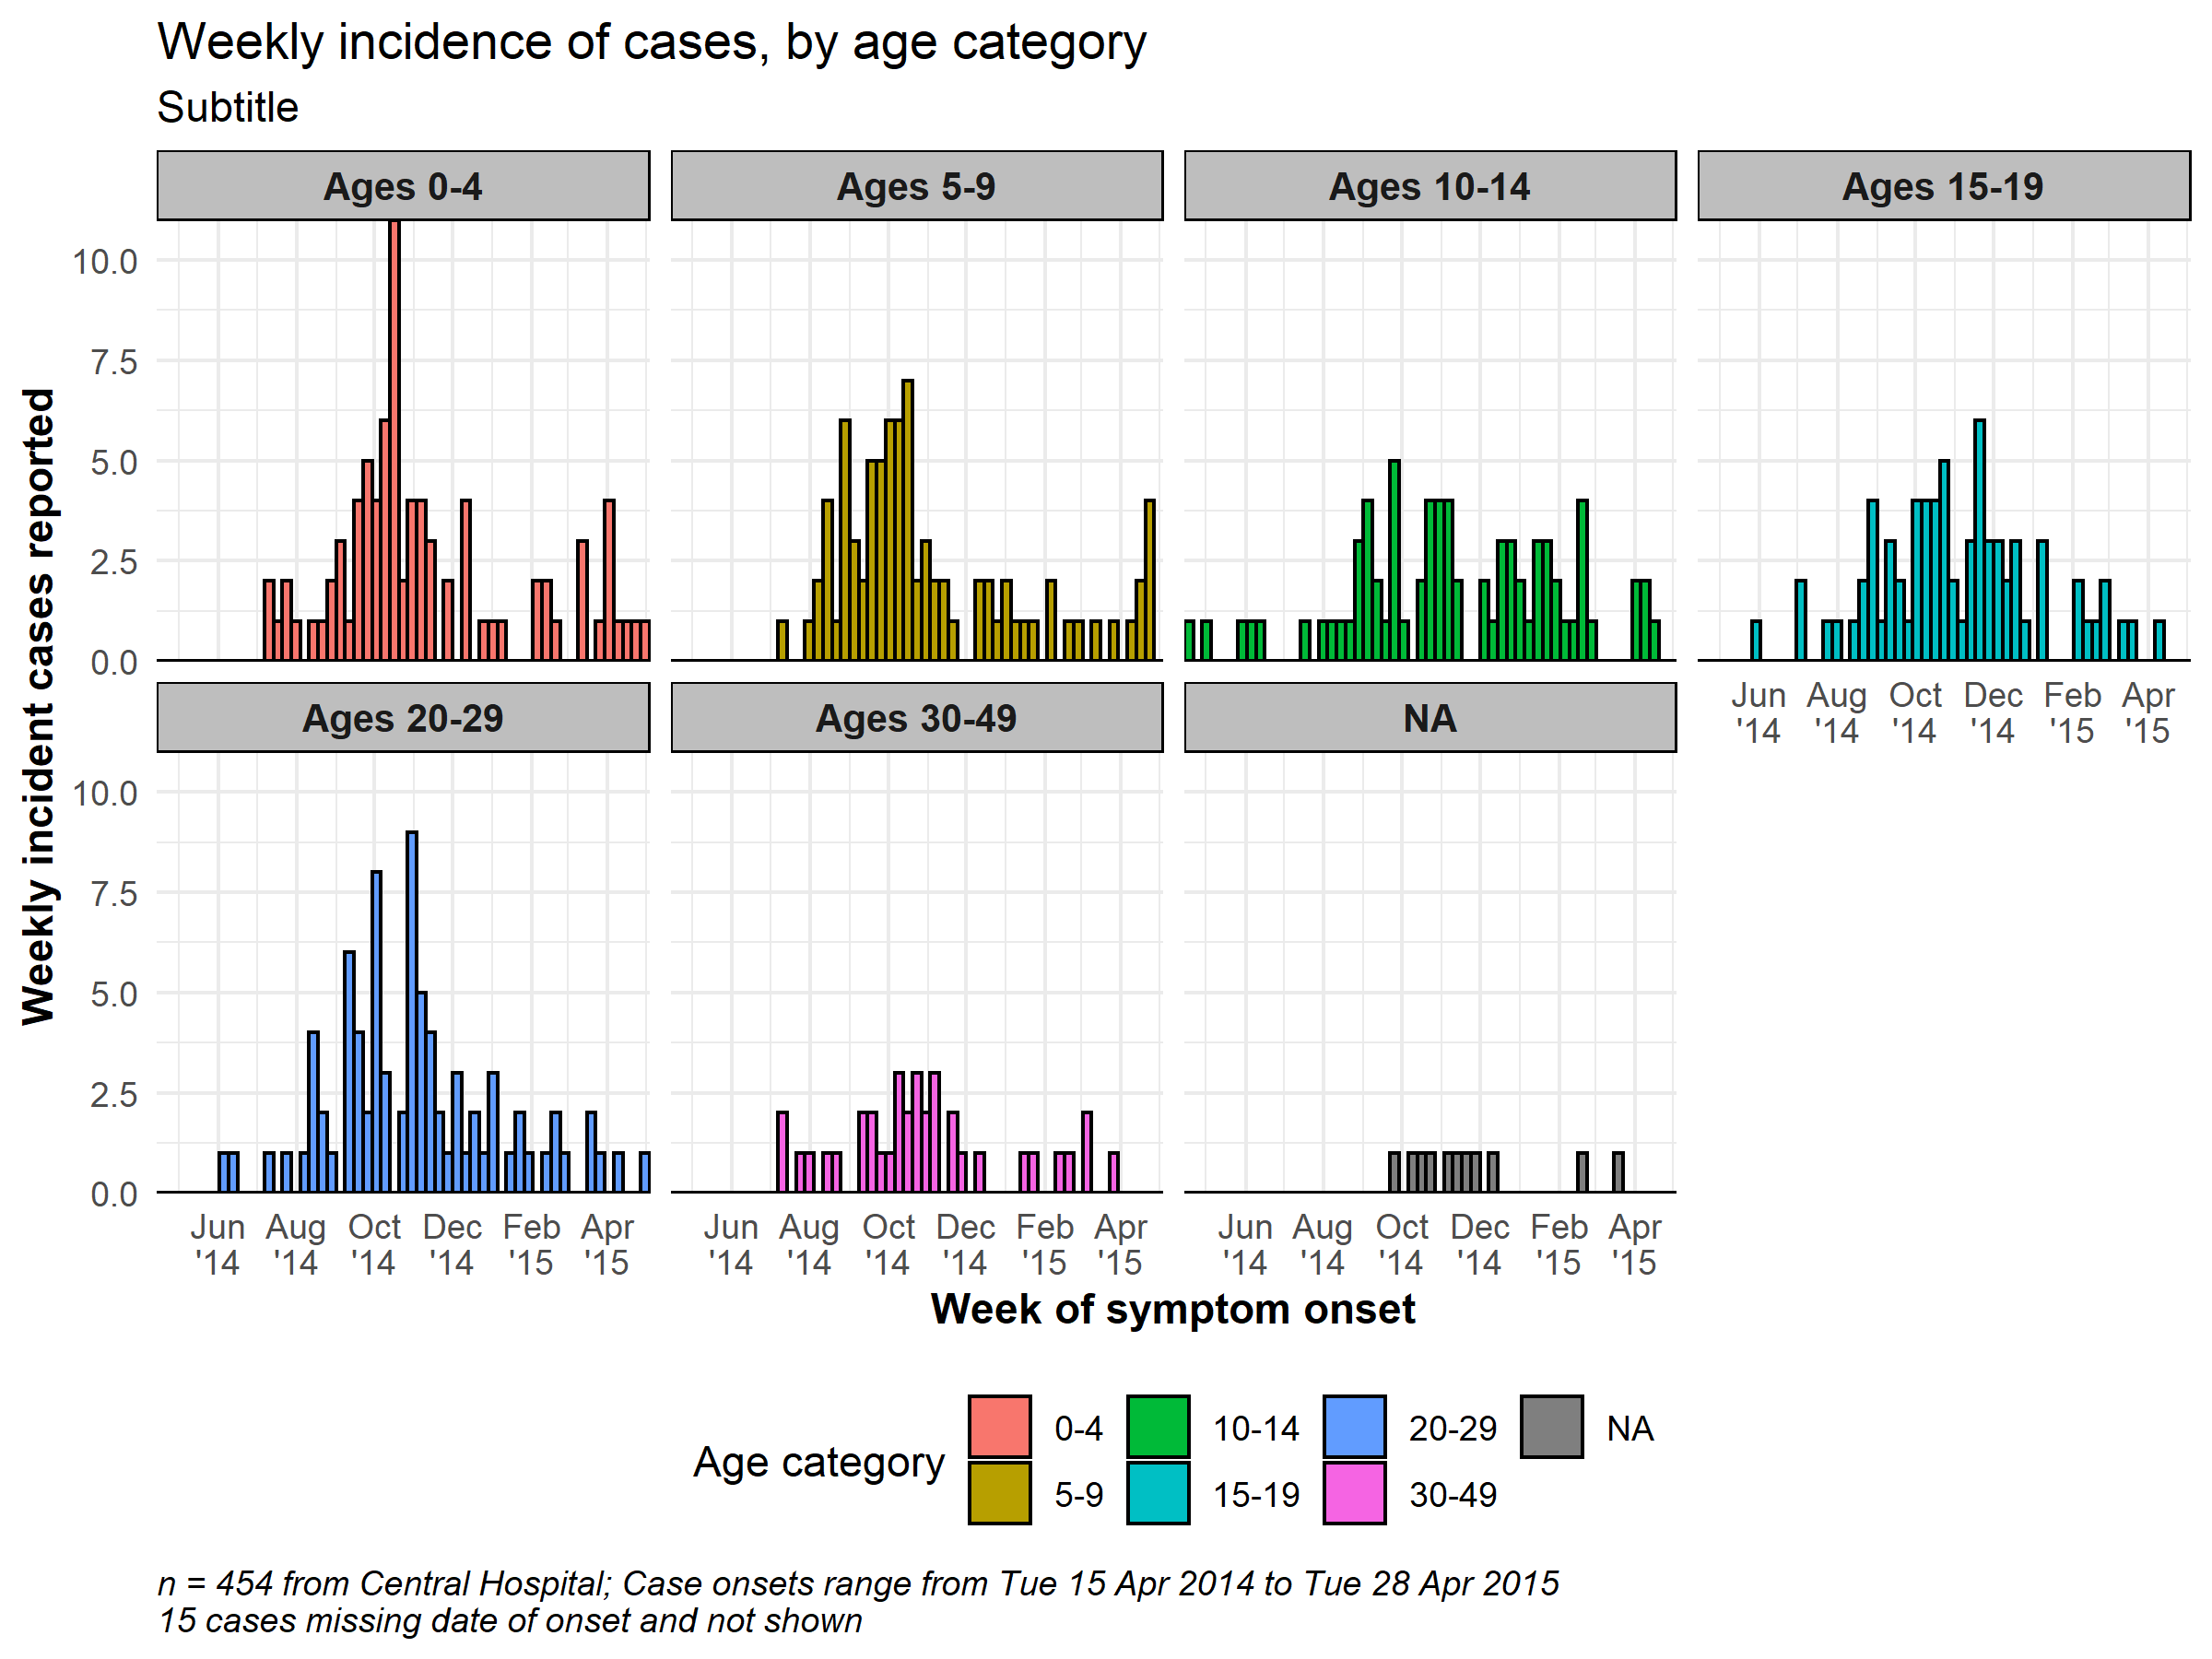 Weekly incidence of cases, by age category
Subtitle
Ages 0-4
Ages 5-9
Ages 10-14
Ages 15-19
10.0
7.5
5.0
2.5
0.0
Jun '14
Aug '14
Oct '14
Dec '14
Feb '15
Apr '15
Weekly incident cases reported
Ages 20-29
Ages 30-49
NA
10.0
7.5
5.0
2.5
0.0
Jun '14
Aug '14
Oct '14
Dec '14
Feb '15
Apr '15
Jun '14
Aug '14
Oct '14
Dec '14
Feb '15
Apr '15
Jun '14
Aug '14
Oct '14
Dec '14
Feb '15
Apr '15
Week of symptom onset
Age category
0-4
5-9
10-14
15-19
20-29
30-49
NA
n = 454 from Central Hospital; Case onsets range from Tue 15 Apr 2014 to Tue 28 Apr 2015
15 cases missing date of onset and not shown